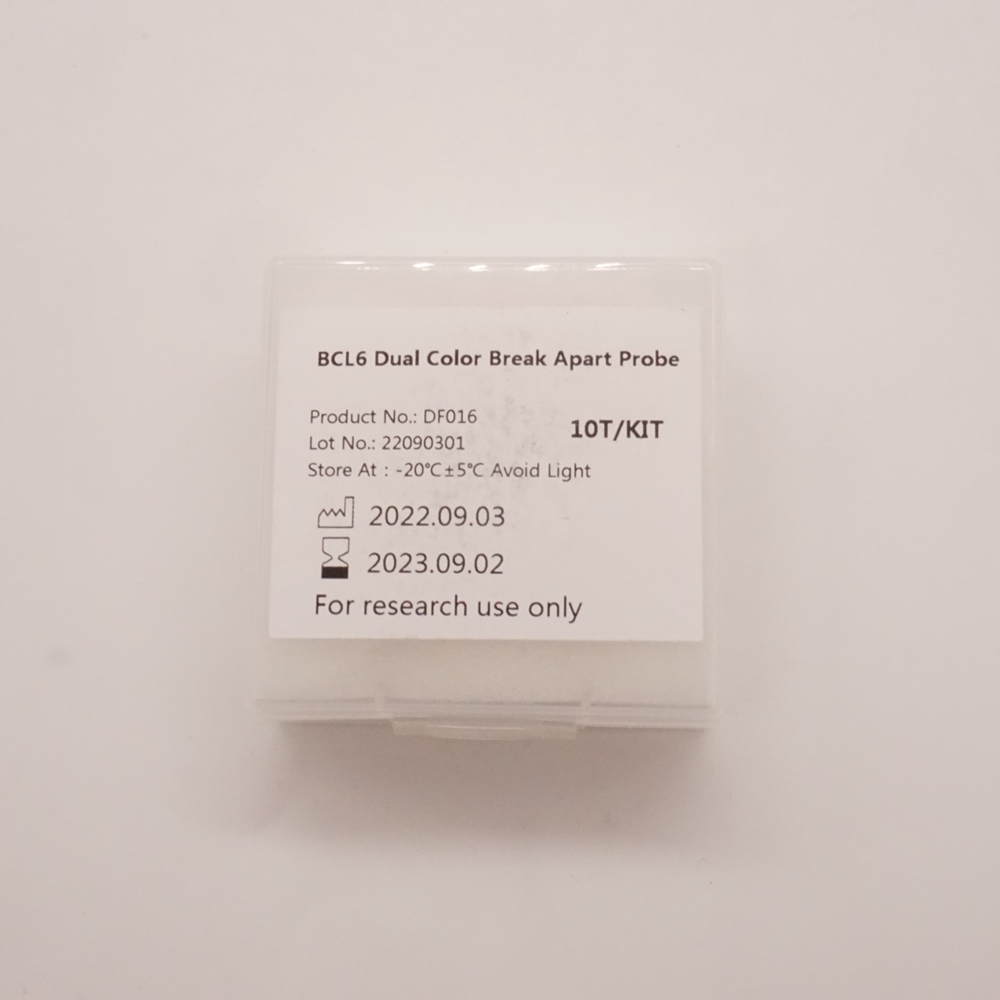 BCL6 Dual Color Break Apart Probe
Product No.: DF016
10T/KIT
Lot No.: 22090301
Store At : -20℃±5℃ Avoid Light
2022.09.03
2023.09.02
For research use only